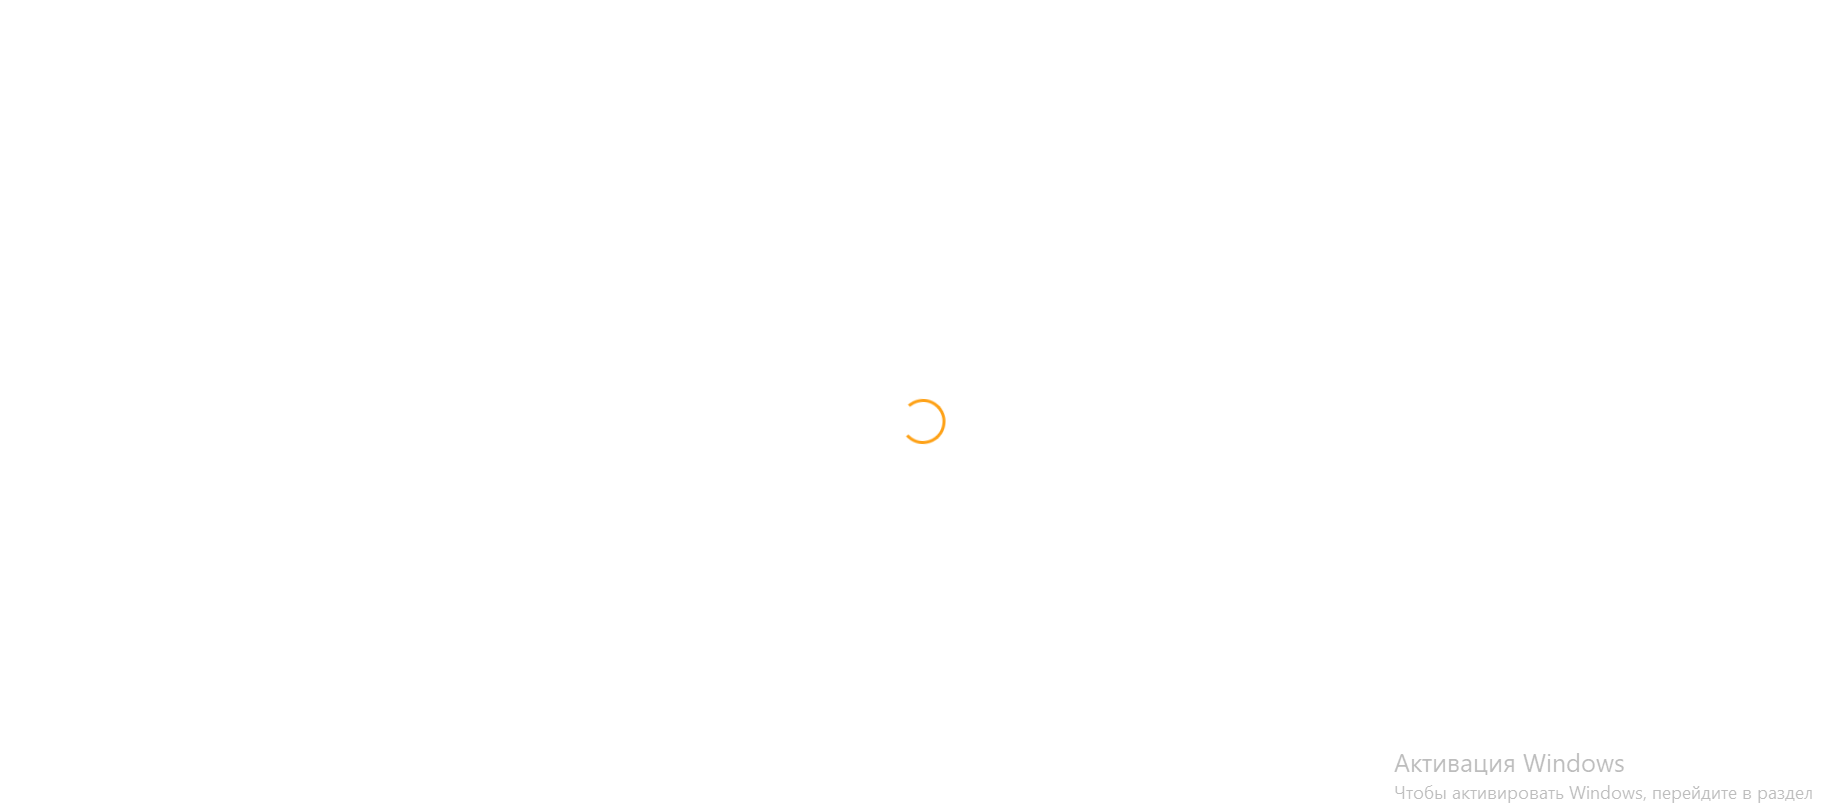 Активация Windows
Чтобы активировать Windows, перейдите в раздел